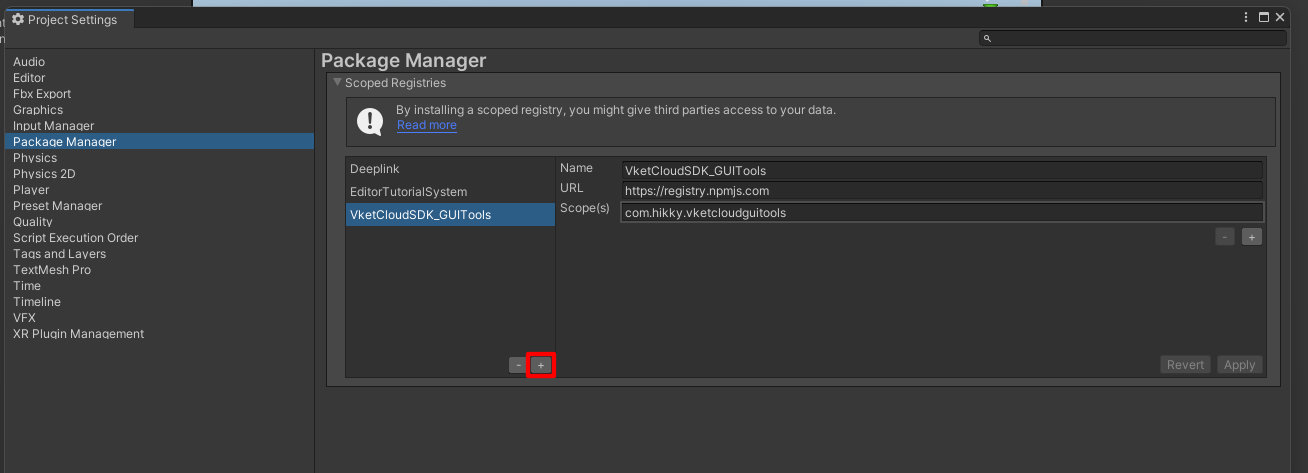 Project Settings
Audio
Editor
Fbx Export
Graphics
Input Manager
Package Manager
Physics
Physics 2D
Player
Preset Manager
Quality
Script Execution Order
Tags and Layers
TextMesh Pro
Time
Timeline
VFX
XR Plugin Management
Package Manager
Scoped Registries
By installing a scoped registry, you might give third parties access to your data.
Read more
Deeplink
EditorTutorialSystem
VketCloudSDK_GUITools
- +
Name VketCloudSDK_GUITools
URL https://registry.npmjs.com
Scope(s) com.hikky.vketcloudguitools
- +
Revert Apply